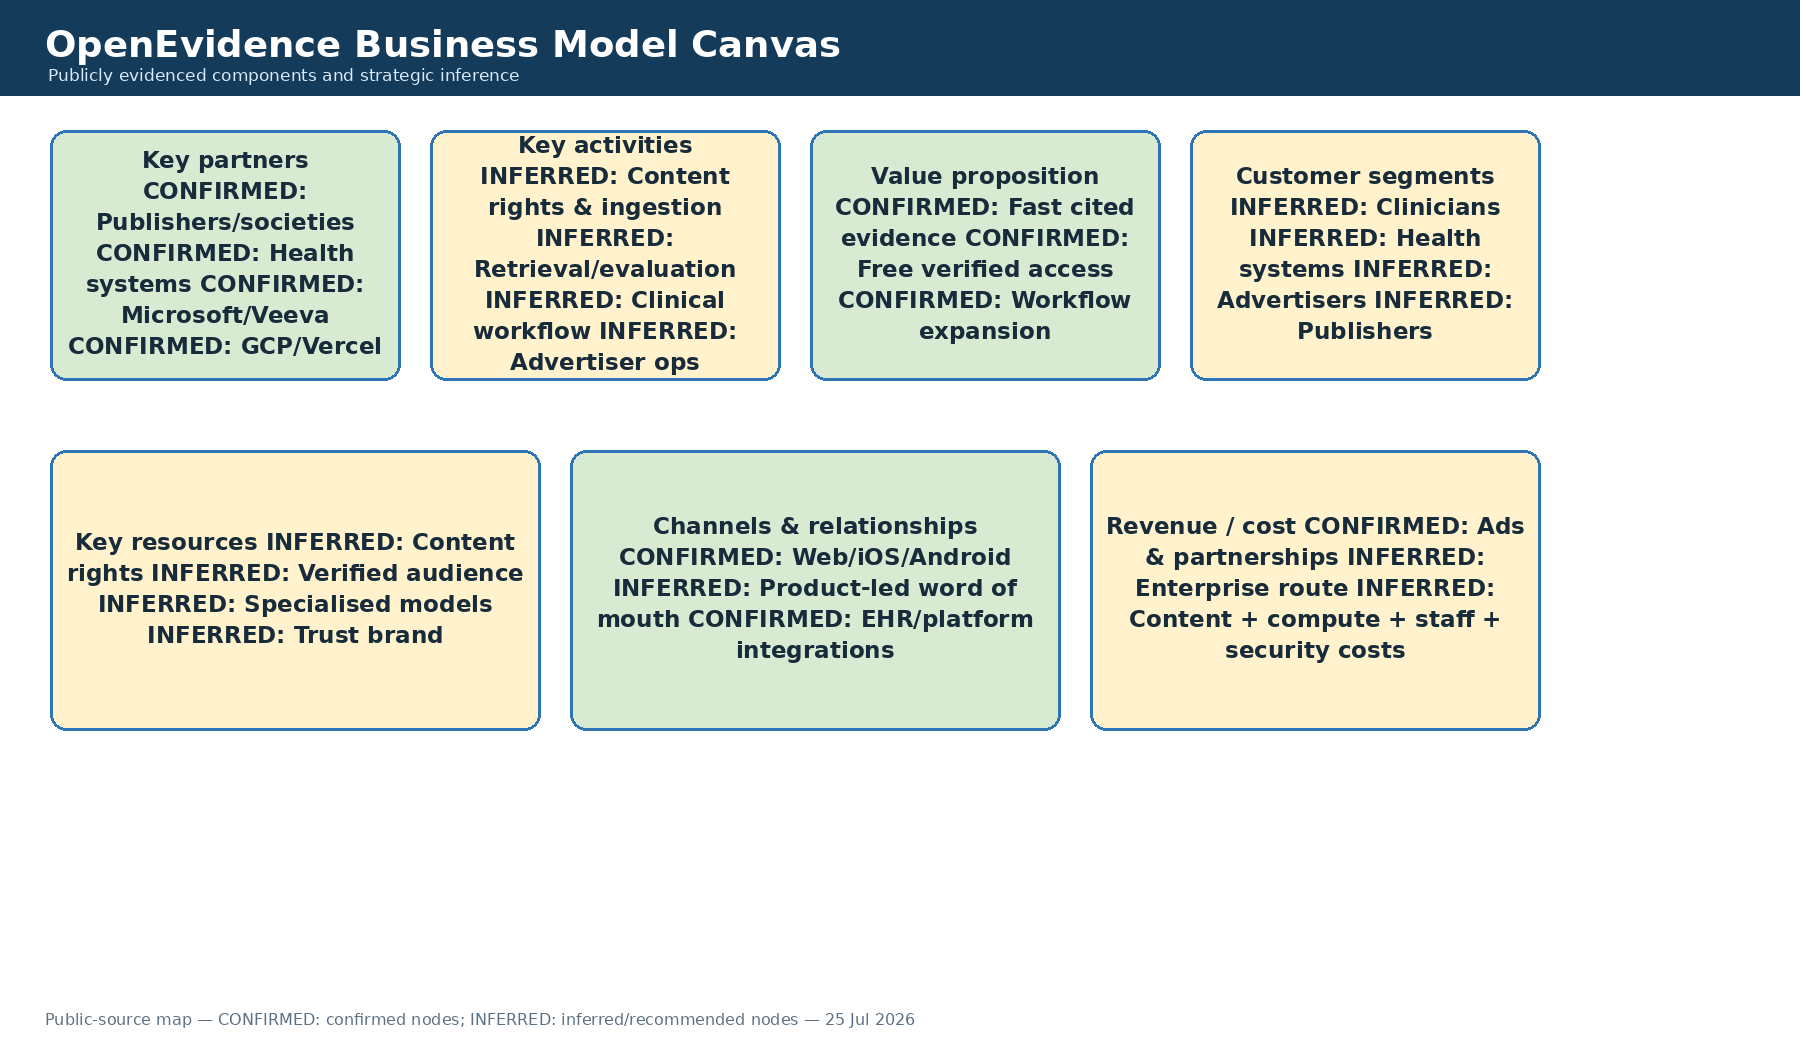 OpenEvidence Business Model Canvas
Publicly evidenced components and strategic inference
Key partners
CONFIRMED:
Publishers/societies
CONFIRMED: Health
systems CONFIRMED:
Microsoft/Veeva
CONFIRMED: GCP/Vercel
Key activities
INFERRED: Content
rights & ingestion
INFERRED:
Retrieval/evaluation
INFERRED: Clinical
workflow INFERRED:
Advertiser ops
Value proposition
CONFIRMED: Fast cited
evidence CONFIRMED:
Free verified access
CONFIRMED: Workflow
expansion
Customer segments
INFERRED: Clinicians
INFERRED: Health
systems INFERRED:
Advertisers INFERRED:
Publishers
Key resources INFERRED: Content
rights INFERRED: Verified audience
INFERRED: Specialised models
INFERRED: Trust brand
Channels & relationships
CONFIRMED: Web/iOS/Android
INFERRED: Product-led word of
mouth CONFIRMED: EHR/platform
integrations
Revenue / cost CONFIRMED: Ads
& partnerships INFERRED:
Enterprise route INFERRED:
Content + compute + staff +
security costs
Public-source map — CONFIRMED: confirmed nodes; INFERRED: inferred/recommended nodes — 25 Jul 2026